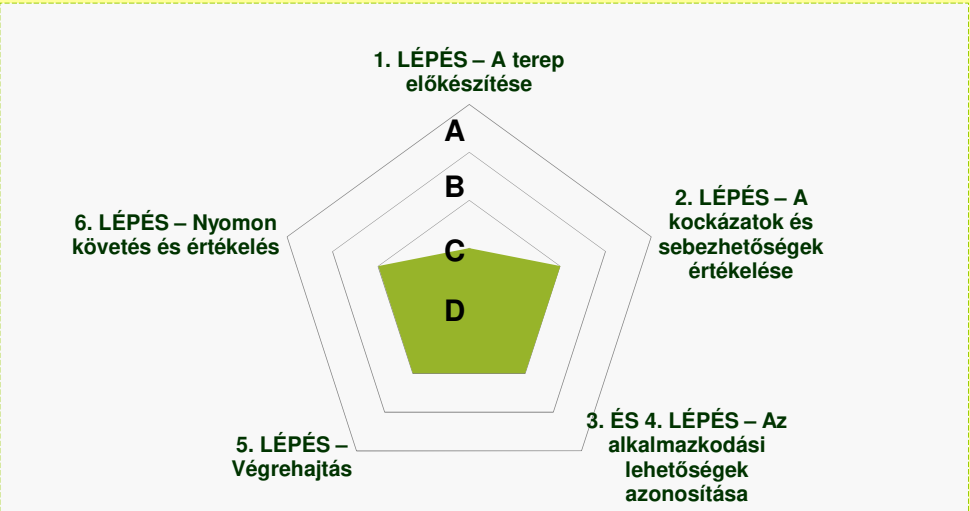 1. LÉPÉS – A terep
előkészítése
A
B
2. LÉPÉS – A
kockázatok és
sebezhetőségek
értékelése
6. LÉPÉS – Nyomon
követés és értékelés
C
D
3. ÉS 4. LÉPÉS – Az
alkalmazkodási
lehetőségek
azonosítása
5. LÉPÉS –
Végrehajtás